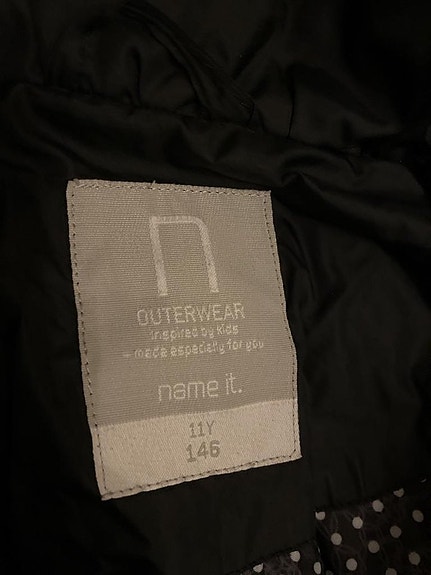 n
OUTERWEAR
inspired by kids
- made especially for you
name it.
11Y
146